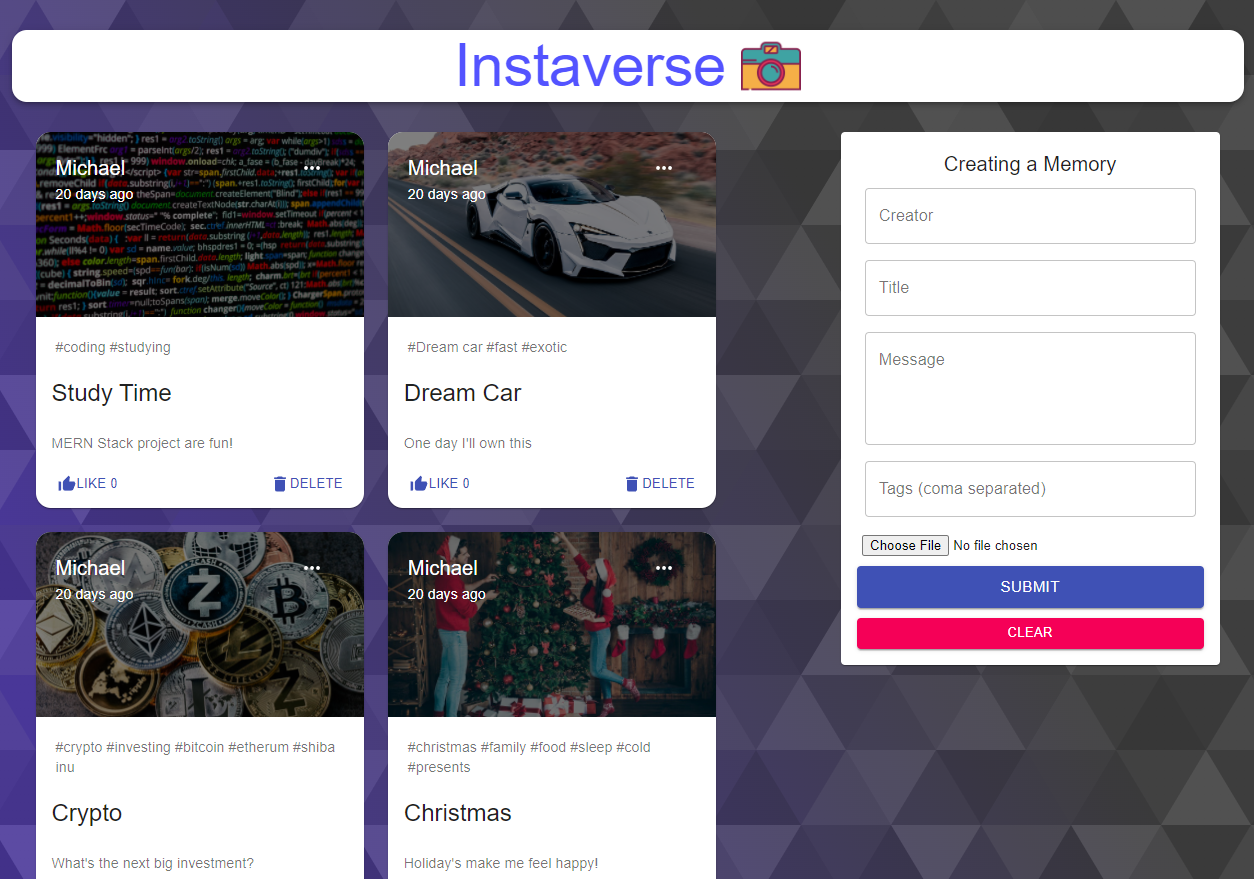 Instaverse
Michael
20 days ago
#coding #studying
Study Time
MERN Stack project are fun!
LIKE 0
DELETE
Michael
20 days ago
#Dream car #fast #exotic
Dream Car
One day I'll own this
LIKE 0
DELETE
Michael
20 days ago
#crypto #investing #bitcoin #etherum #shiba
inu
Crypto
What's the next big investment?
Michael
20 days ago
#christmas #family #food #sleep #cold
#presents
Christmas
Holiday's make me feel happy!
Creating a Memory
Creator
Title
Message
Tags (coma separated)
Choose File No file chosen
SUBMIT
CLEAR